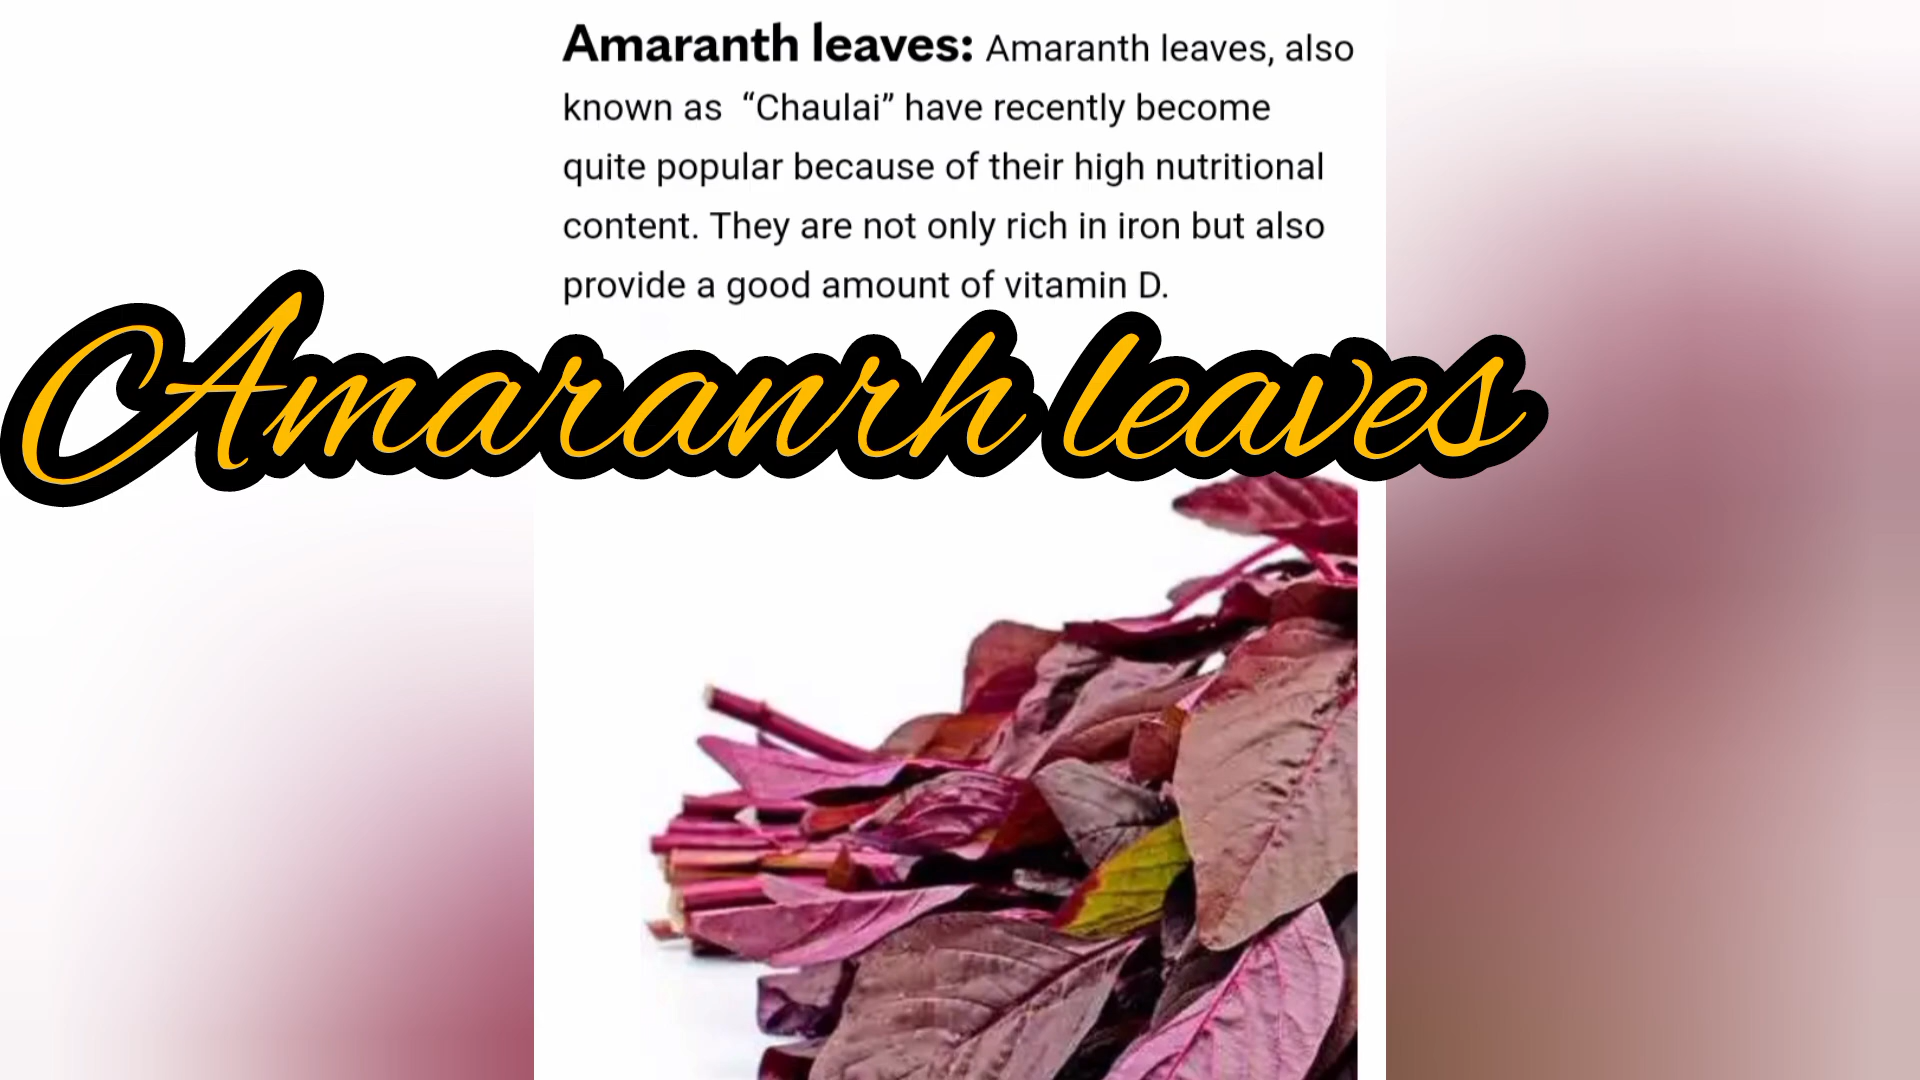 Amaranth leaves: Amaranth leaves, also
known as “Chaulai” have recently become
quite popular because of their high nutritional
content. They are not only rich in iron but also
provide a good amount of vitamin D.
Amaranrh leaves